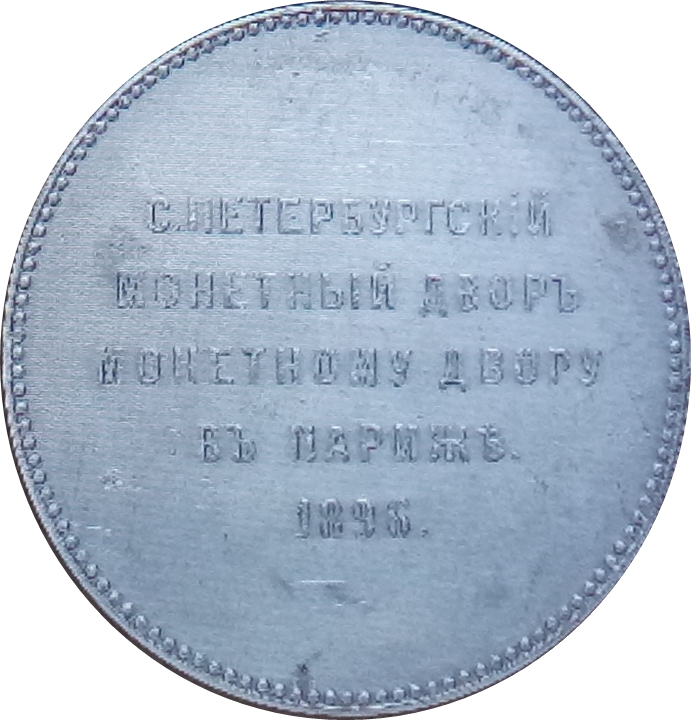 С.ПЕТЕРБУРГСКІЙ
МОНЕТНЫЙ ДВОРЪ
МОНЕТНОМУ ДВОРУ
ВЪ ПАРИЖѢ.
1896.